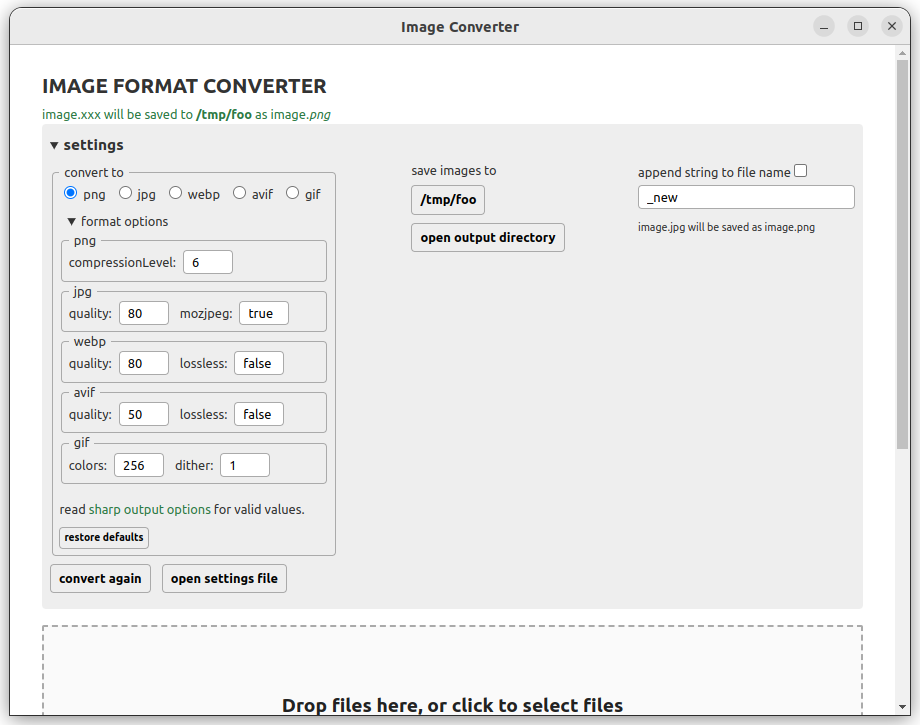 Image Converter
IMAGE FORMAT CONVERTER
image.xxx will be saved to /tmp/foo as image.png
▼ settings
convert to
png jpg webp avif gif
▼ format options
png
compressionLevel: 6
jpg
quality: 80 mozjpeg: true
webp
quality: 80 lossless: false
avif
quality: 50 lossless: false
gif
colors: 256 dither: 1
read sharp output options for valid values.
restore defaults
convert again open settings file
save images to
/tmp/foo
open output directory
append string to file name
_new
image.jpg will be saved as image.png
Drop files here, or click to select files